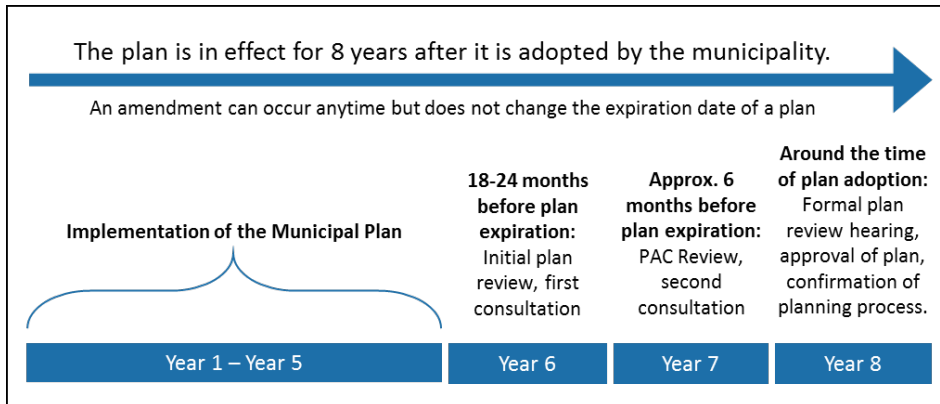 The plan is in effect for 8 years after it is adopted by the municipality.
An amendment can occur anytime but does not change the expiration date of a plan
Implementation of the Municipal Plan
18-24 months
before plan
expiration:
Initial plan
review, first
consultation
Approx. 6
months before
plan expiration:
PAC Review,
second
consultation
Around the time
of plan adoption:
Formal plan
review hearing,
approval of plan,
confirmation of
planning process.
Year 1 – Year 5
Year 6
Year 7
Year 8